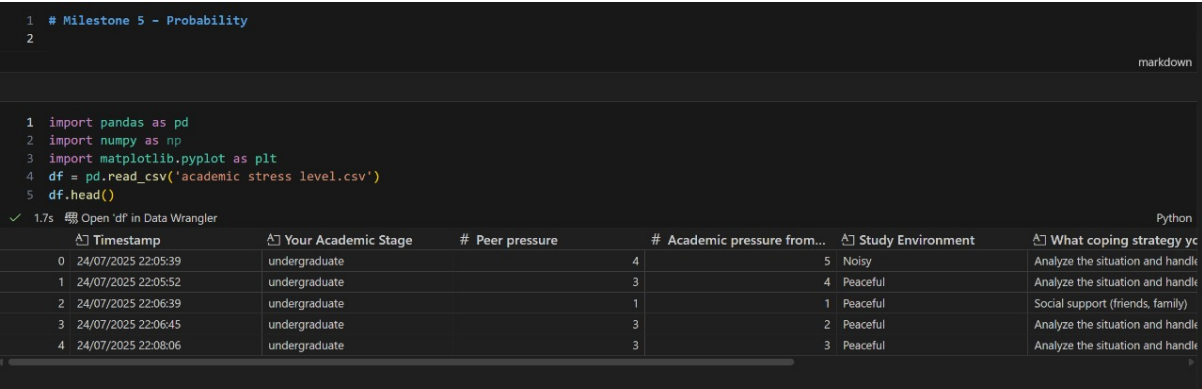 1 # Milestone 5 - Probability
2
markdown
1 import pandas as pd
2 import numpy as np
3 import matplotlib.pyplot as plt
4 df = pd.read_csv('academic stress level.csv')
5 df.head()
1.7s Open 'df' in Data Wrangler Python
Timestamp Your Academic Stage # Peer pressure # Academic pressure from... Study Environment What coping strategy yo
0 24/07/2025 22:05:39 undergraduate 4 5 Noisy Analyze the situation and handle
1 24/07/2025 22:05:52 undergraduate 3 4 Peaceful Analyze the situation and handle
2 24/07/2025 22:06:39 undergraduate 1 1 Peaceful Social support (friends, family)
3 24/07/2025 22:06:45 undergraduate 3 2 Peaceful Analyze the situation and handle
4 24/07/2025 22:08:06 undergraduate 3 3 Peaceful Analyze the situation and handle